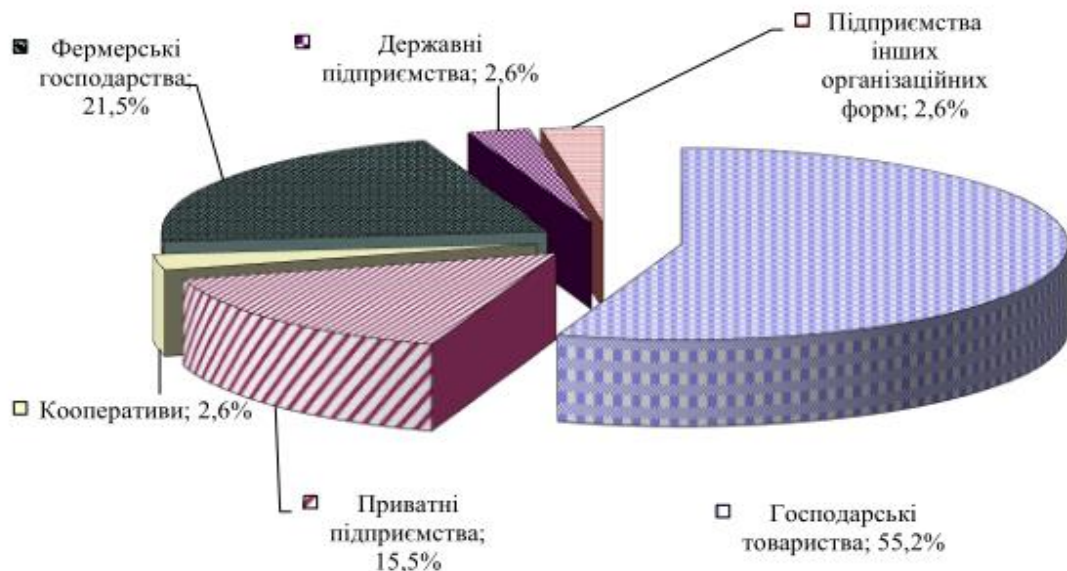 Фермерські
господарства;
21,5%
Державні
підприємства; 2,6%
Підприємства
інших
організаційних
форм; 2,6%
Кооперативи; 2,6%
Приватні
підприємства;
15,5%
Господарські
товариства; 55,2%